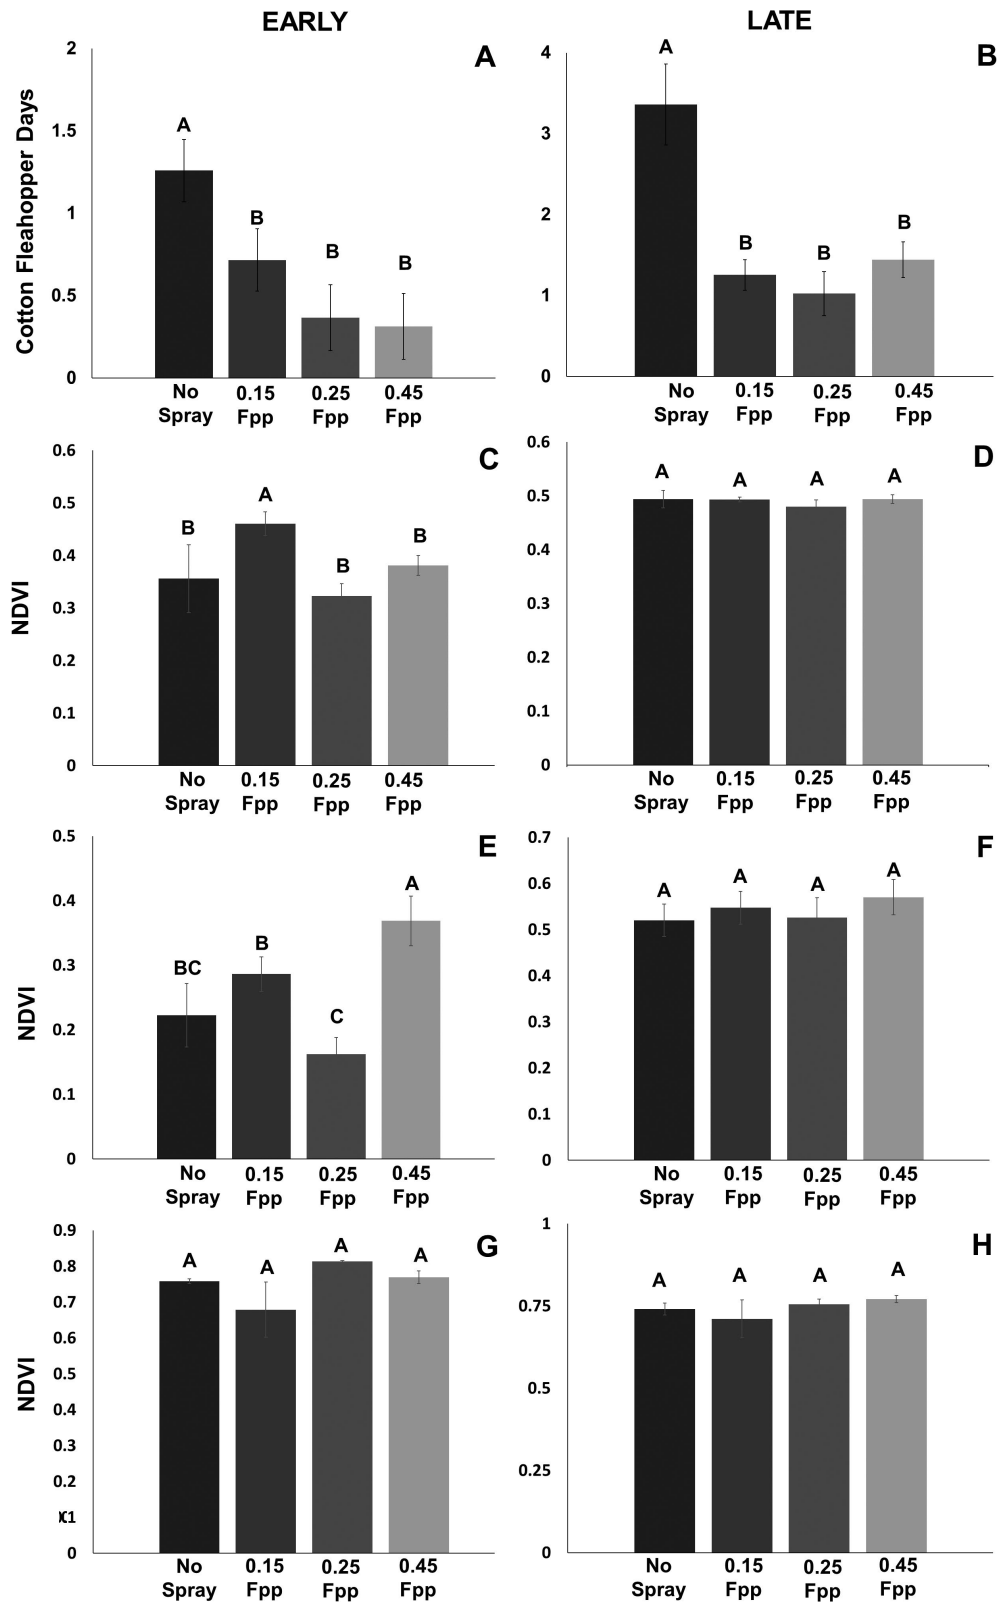 EARLY
LATE
A
Cotton Fleahopper Days
2
1.5
1
0.5
0
A
B
B
B
No Spray
0.15 Fpp
0.25 Fpp
0.45 Fpp
B
4
3
2
1
0
A
B
B
B
No Spray
0.15 Fpp
0.25 Fpp
0.45 Fpp
C
NDVI
0.6
0.5
0.4
0.3
0.2
0.1
0
B
A
B
B
No Spray
0.15 Fpp
0.25 Fpp
0.45 Fpp
D
0.6
0.5
0.4
0.3
0.2
0.1
0
A
A
A
A
No Spray
0.15 Fpp
0.25 Fpp
0.45 Fpp
E
NDVI
0.5
0.4
0.3
0.2
0.1
0
BC
B
C
A
No Spray
0.15 Fpp
0.25 Fpp
0.45 Fpp
F
0.7
0.6
0.5
0.4
0.3
0.2
0.1
0
A
A
A
A
No Spray
0.15 Fpp
0.25 Fpp
0.45 Fpp
G
NDVI
0.9
0.8
0.7
0.6
0.5
0.4
0.3
0.2
0
A
A
A
A
No Spray
0.15 Fpp
0.25 Fpp
0.45 Fpp
H
1
0.75
0.5
0.25
0
A
A
A
A
No Spray
0.15 Fpp
0.25 Fpp
0.45 Fpp